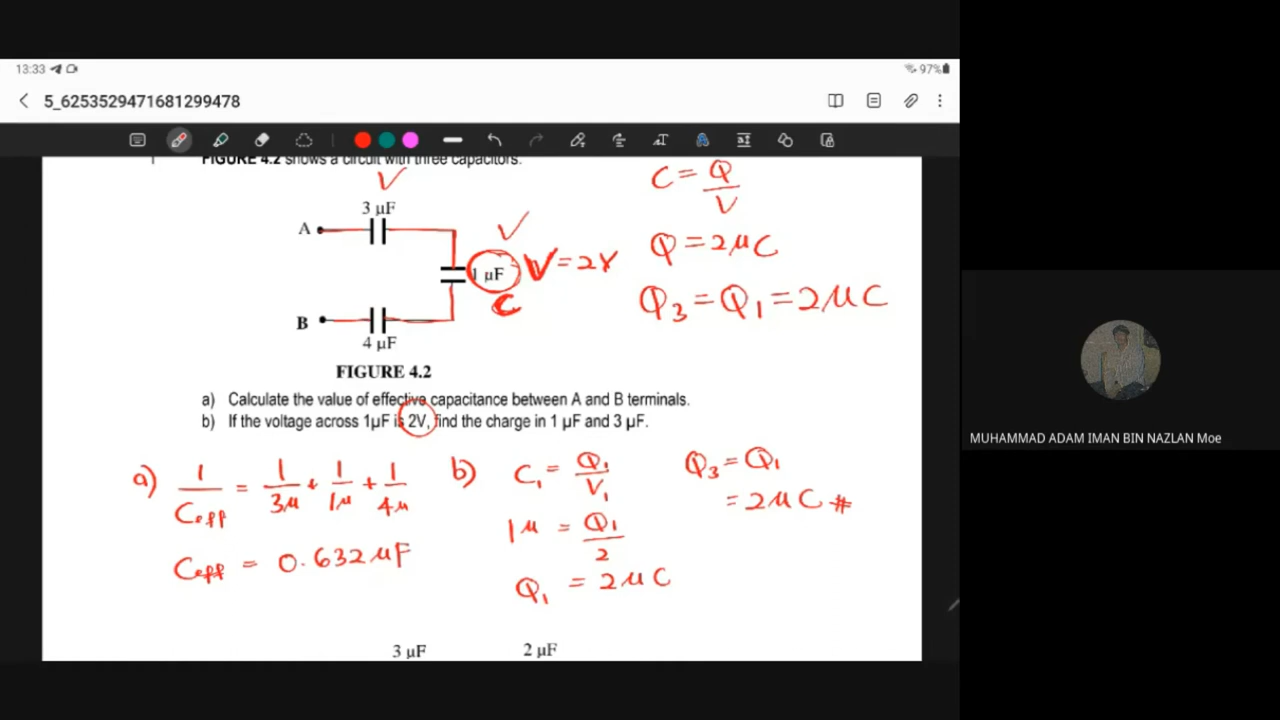 13:33
97%
5_6253529471681299478
1 FIGURE 4.2 shows a circuit with three capacitors.
V
3 µF
A
V
1 µF
V = 2V
C
B
4 µF
C = Q/V
Q = 2µC
Q₃ = Q₁ = 2µC
FIGURE 4.2
a) Calculate the value of effective capacitance between A and B terminals.
b) If the voltage across 1µF is 2V, find the charge in 1 µF and 3 µF.
a) 1/Ceff = 1/3µ + 1/1µ + 1/4µ
Ceff = 0.632µF
b) C₁ = Q₁/V₁
1µ = Q₁/2
Q₁ = 2µC
Q₃ = Q₁
= 2µC #
3 µF
2 µF
MUHAMMAD ADAM IMAN BIN NAZLAN Moe